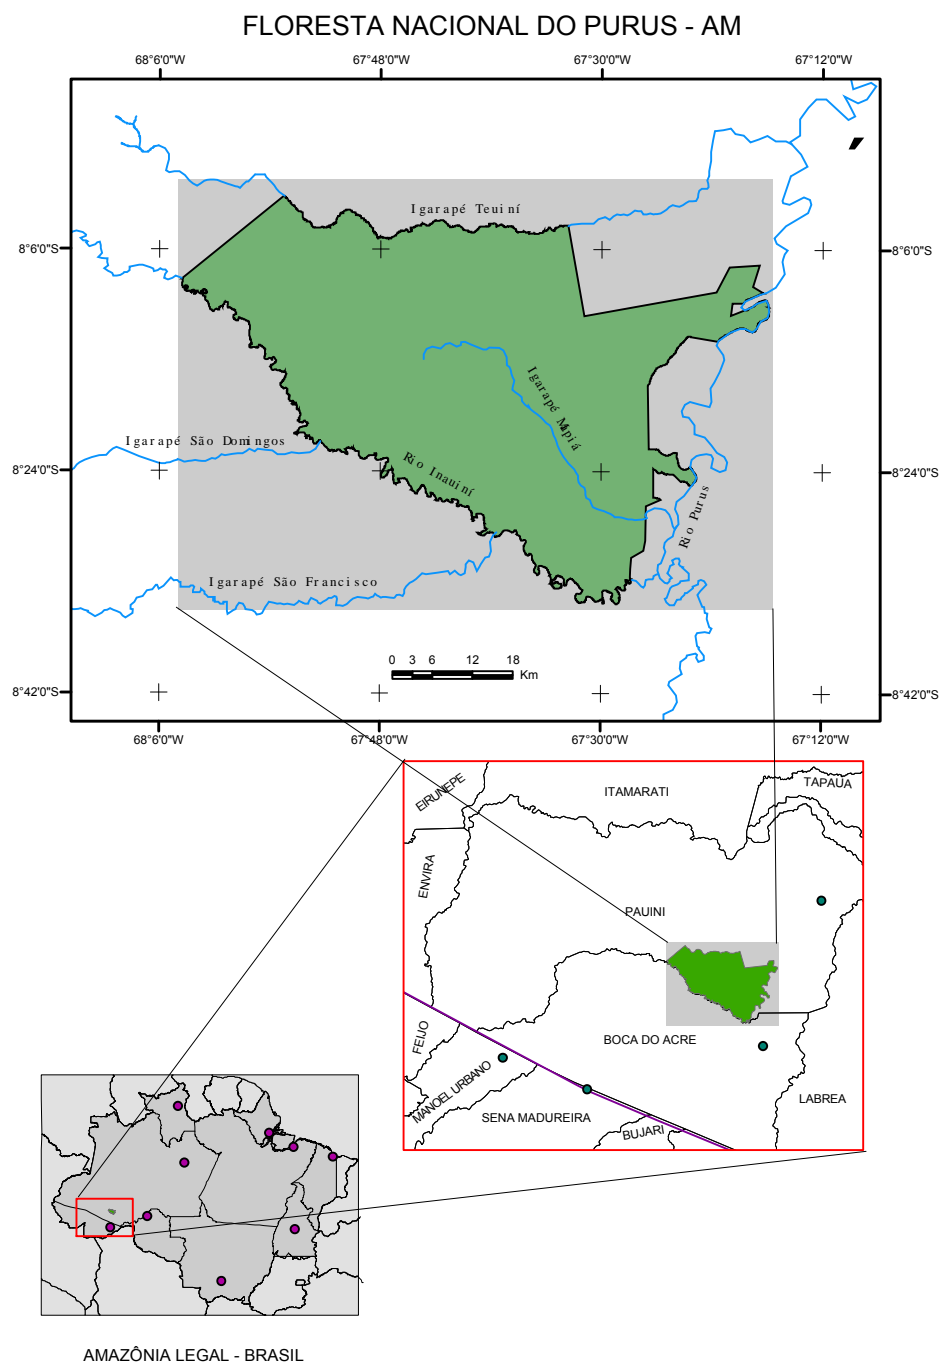 FLORESTA NACIONAL DO PURUS - AM
68°6'0"W 67°48'0"W 67°30'0"W 67°12'0"W
Igarapé Teuiní
8°6'0"S 8°6'0"S
Igarapé Mapiá
Igarapé São Domingos
Rio Inauiní
8°24'0"S 8°24'0"S
Rio Purus
Igarapé São Francisco
0 3 6 12 18
Km
8°42'0"S 8°42'0"S
68°6'0"W 67°48'0"W 67°30'0"W 67°12'0"W
EIRUNEPE
ITAMARATI
TAPAUA
ENVIRA
PAUINI
FEIJO
BOCA DO ACRE
MANOEL URBANO
LABREA
SENA MADUREIRA
BUJARI
AMAZÔNIA LEGAL - BRASIL